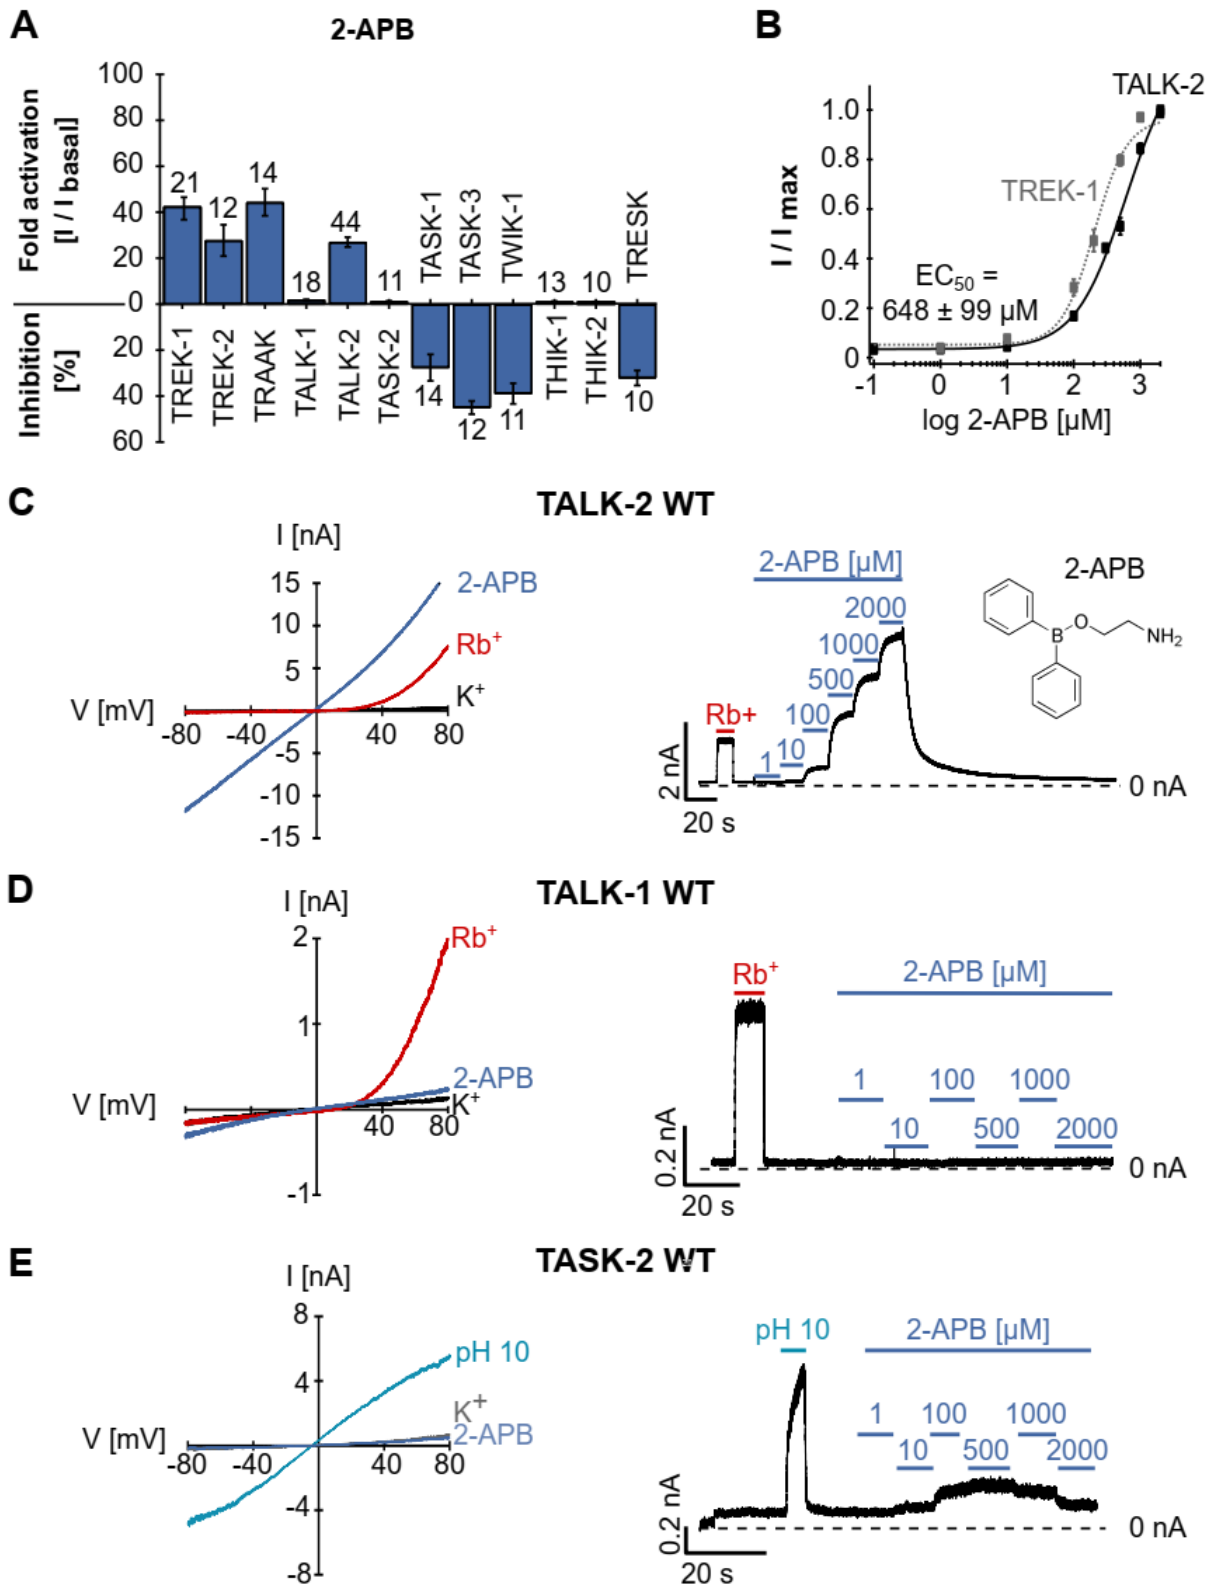 A
2-APB
Fold activation
[I / I basal]
Inhibition
[%]
100
80
60
40
20
0
20
40
60
21
12
14
18
44
11
TASK-1
TASK-3
TWIK-1
13
10
TRESK
TREK-1
TREK-2
TRAAK
TALK-1
TALK-2
TASK-2
14
12
11
THIK-1
THIK-2
10
B
TALK-2
TREK-1
I / I max
1.0
0.8
0.6
0.4
0.2
0
EC50 =
648 ± 99 µM
-1
0
1
2
3
log 2-APB [µM]
C
TALK-2 WT
I [nA]
15
10
5
-5
-10
-15
V [mV]
-80
-40
40
80
2-APB
Rb+
K+
2-APB [µM]
2000
1000
500
100
10
1
Rb+
2 nA
20 s
0 nA
2-APB
B
O
NH2
D
TALK-1 WT
I [nA]
2
1
-1
V [mV]
40
80
Rb+
2-APB
K+
Rb+
2-APB [µM]
1
100
1000
10
500
2000
0.2 nA
20 s
0 nA
E
TASK-2 WT
I [nA]
8
4
-4
-8
V [mV]
-80
-40
40
80
pH 10
K+
2-APB
pH 10
2-APB [µM]
1
100
1000
10
500
2000
0.2 nA
20 s
0 nA